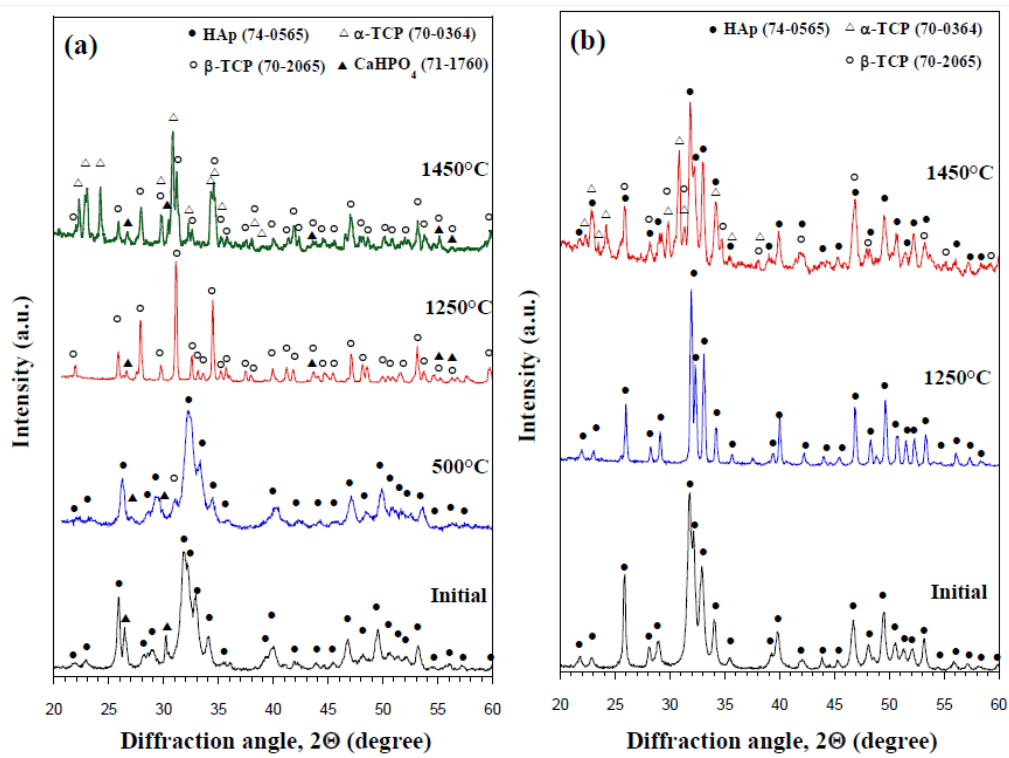 (a)
● HAp (74-0565) △ α-TCP (70-0364)
○ β-TCP (70-2065) ▲ CaHPO4 (71-1760)
1450°C
1250°C
500°C
Initial
Intensity (a.u.)
20 25 30 35 40 45 50 55 60
Diffraction angle, 2Θ (degree)
(b)
● HAp (74-0565) △ α-TCP (70-0364)
○ β-TCP (70-2065)
1450°C
1250°C
Initial
Intensity (a.u.)
20 25 30 35 40 45 50 55 60
Diffraction angle, 2Θ (degree)